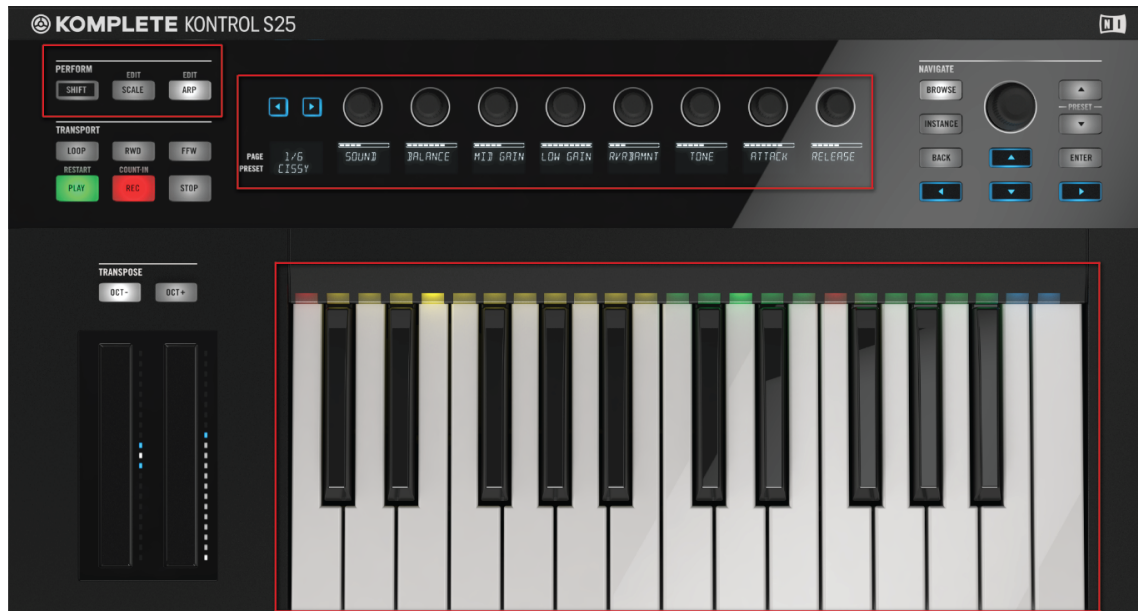 KOMPLETE KONTROL S25
NI
PERFORM
EDIT EDIT
SHIFT SCALE ARP
TRANSPORT
LOOP RWD FFW
RESTART COUNT-IN
PLAY REC STOP
PAGE 1/6
PRESET CISSY
SOUND BALANCE MID GAIN LOW GAIN RVRBAMNT TONE ATTACK RELEASE
NAVIGATE
BROWSE
PRESET
INSTANCE
BACK ENTER
TRANSPOSE
OCT- OCT+